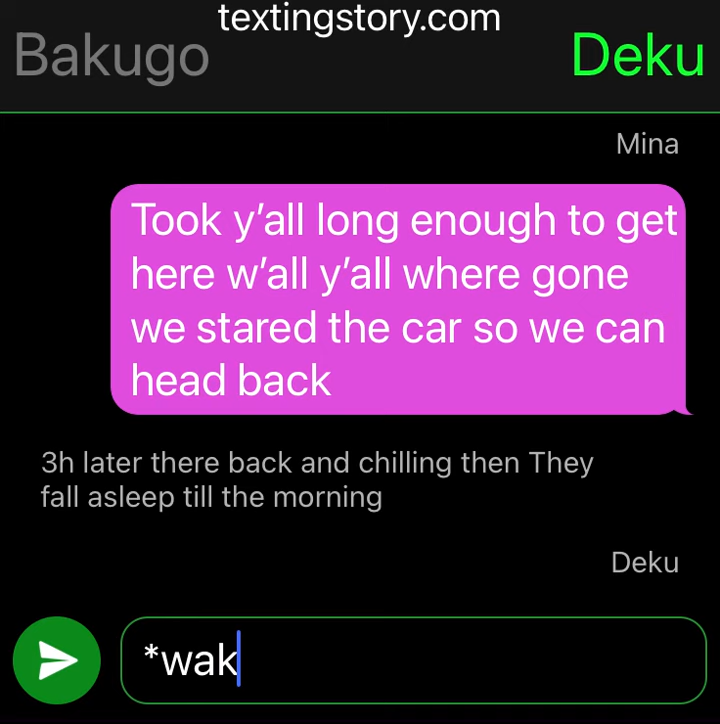 textingstory.com
Bakugo
Deku
Mina
Took y'all long enough to get
here w'all y'all where gone
we stared the car so we can
head back
3h later there back and chilling then They
fall asleep till the morning
Deku
*wak